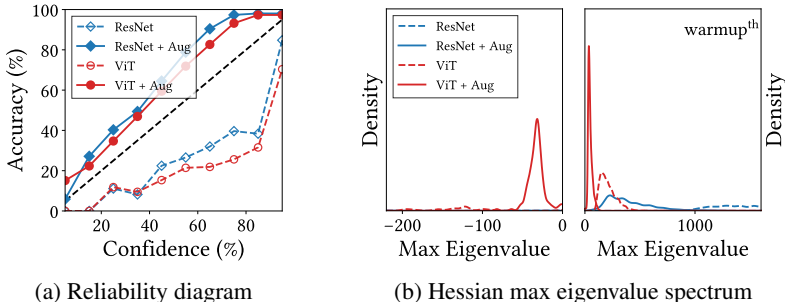 100
80
60
40
20
0
20
40
60
80
Accuracy (%)
Confidence (%)
ResNet
ResNet + Aug
ViT
ViT + Aug
(a) Reliability diagram
Density
ResNet
ResNet + Aug
ViT
ViT + Aug
−200
−100
0
Max Eigenvalue
warmupᵗʰ
Density
0
1000
Max Eigenvalue
(b) Hessian max eigenvalue spectrum